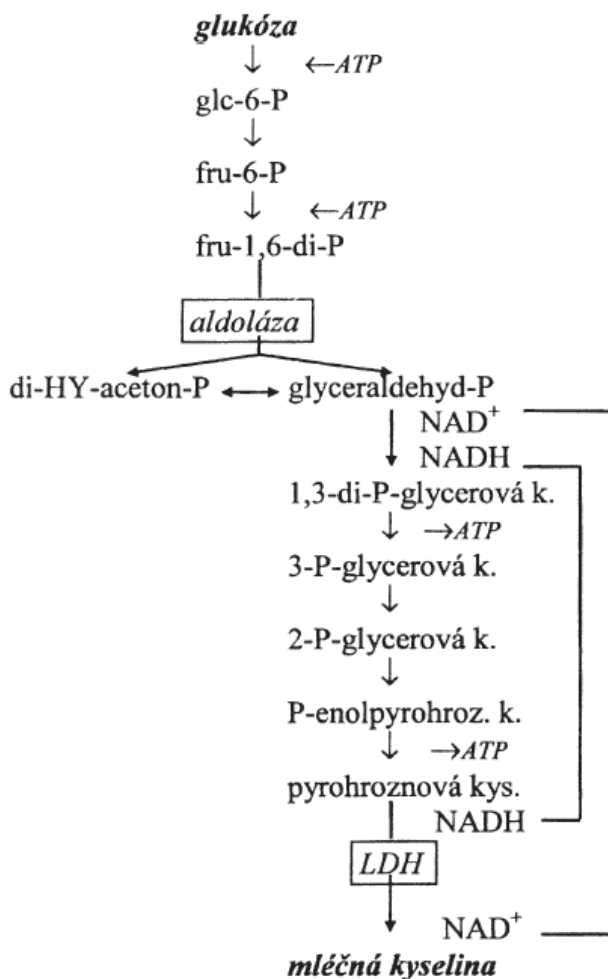 glukóza
↓ ←ATP
glc-6-P
↓
fru-6-P
↓ ←ATP
fru-1,6-di-P
aldoláza
di-HY-aceton-P ↔ glyceraldehyd-P
NAD⁺
NADH
1,3-di-P-glycerová k.
↓ →ATP
3-P-glycerová k.
↓
2-P-glycerová k.
↓
P-enolpyrohroz. k.
↓ →ATP
pyrohroznová kys.
NADH
LDH
NAD⁺
mléčná kyselina